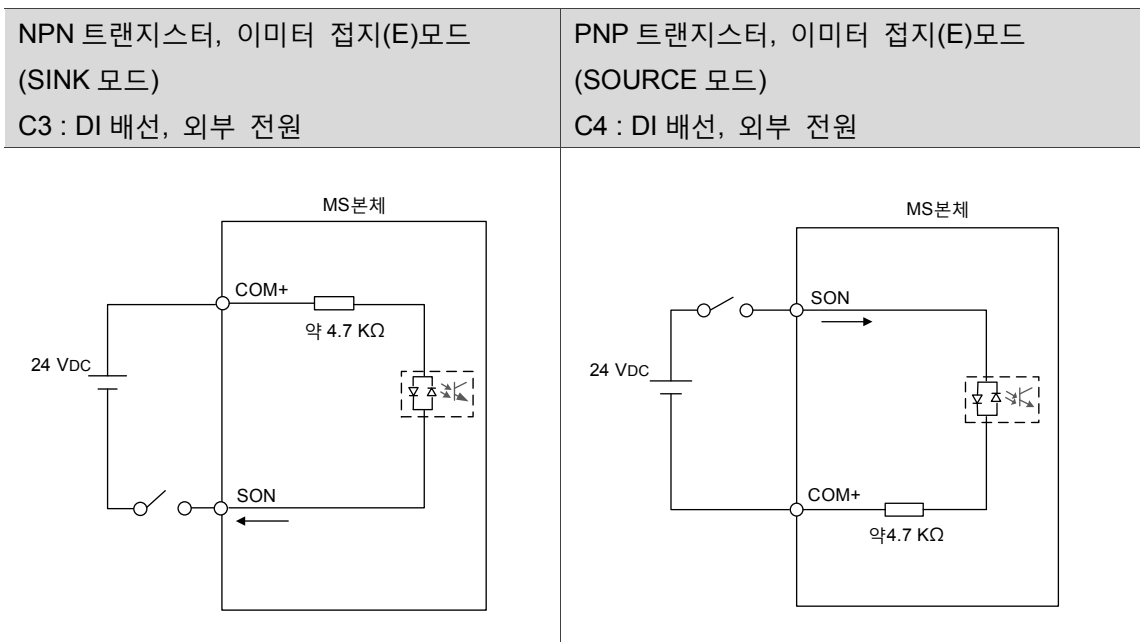 NPN 트랜지스터, 이미터 접지(E)모드
(SINK 모드)
C3 : DI 배선, 외부 전원
PNP 트랜지스터, 이미터 접지(E)모드
(SOURCE 모드)
C4 : DI 배선, 외부 전원
MS본체
COM+
약 4.7 KΩ
24 VDC
SON
MS본체
SON
24 VDC
COM+
약4.7 KΩ